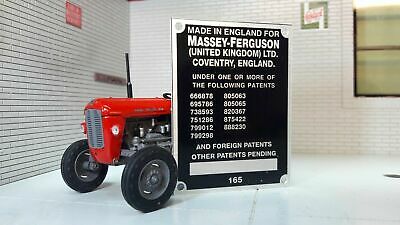 MADE IN ENGLAND FOR
MASSEY-FERGUSON
(UNITED KINGDOM) LTD.
COVENTRY, ENGLAND.
UNDER ONE OR MORE OF
THE FOLLOWING PATENTS
666878 805063
695786 805065
738593 820367
751286 875422
799012 888230
799298
AND FOREIGN PATENTS
OTHER PATENTS PENDING
165